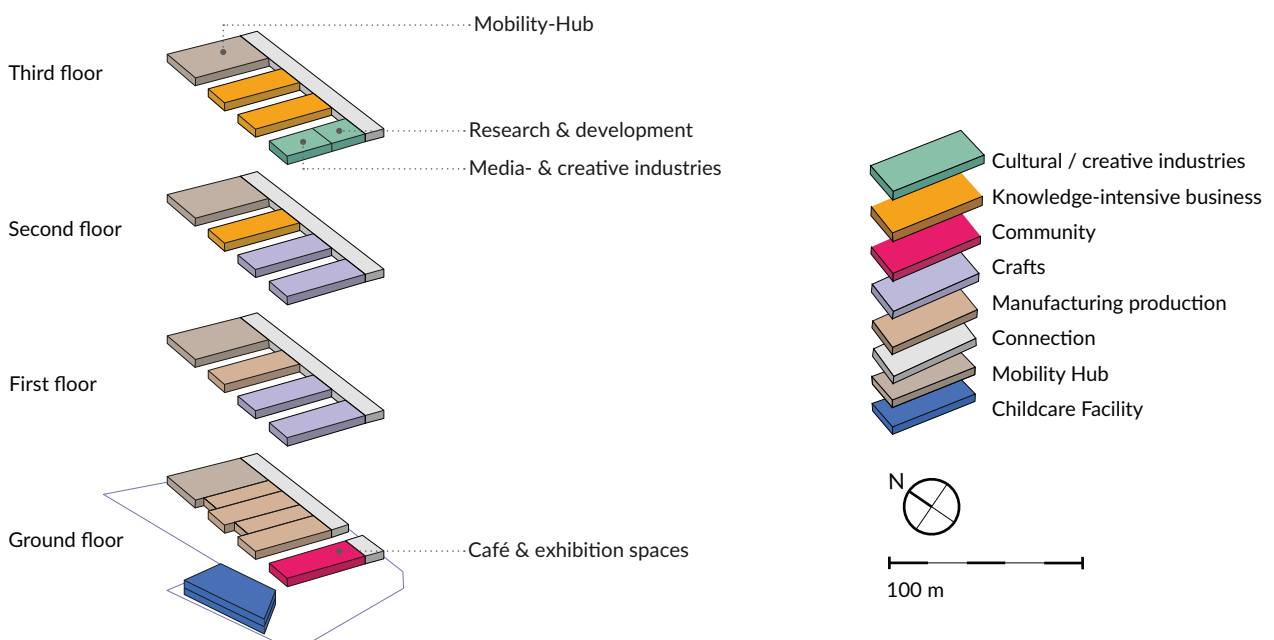 Mobility-Hub
Third floor
Research & development
Media- & creative industries
Second floor
First floor
Ground floor
Café & exhibition spaces
Cultural / creative industries
Knowledge-intensive business
Community
Crafts
Manufacturing production
Connection
Mobility Hub
Childcare Facility
N
100 m